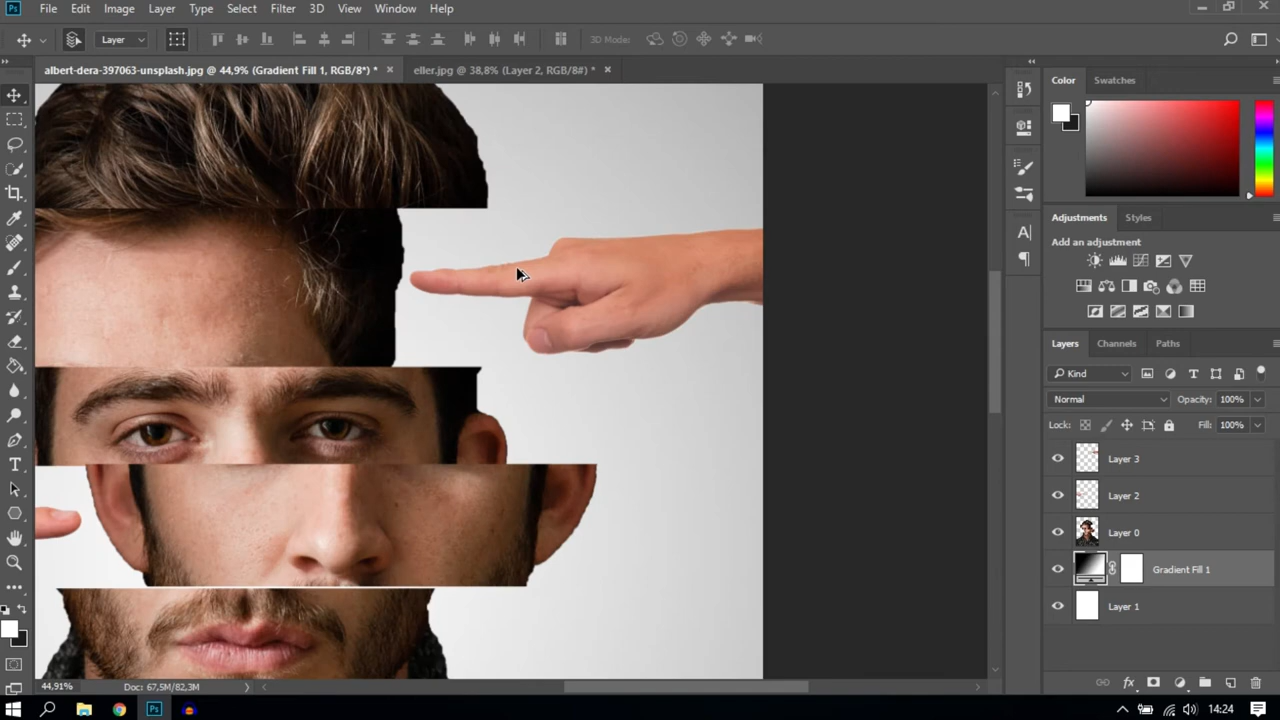 Ps File Edit Image Layer Type Select Filter 3D View Window Help
Layer 3D Mode:
albert-dera-397063-unsplash.jpg @ 44,9% (Gradient Fill 1, RGB/8*) * × eller.jpg @ 38,8% (Layer 2, RGB/8#) * ×
Color Swatches
Adjustments Styles
Add an adjustment
Layers Channels Paths
Kind
Normal Opacity: 100%
Lock: Fill: 100%
Layer 3
Layer 2
Layer 0
Gradient Fill 1
Layer 1
44,91% Doc: 67,5M/82,3M
fx
Ps 14:24